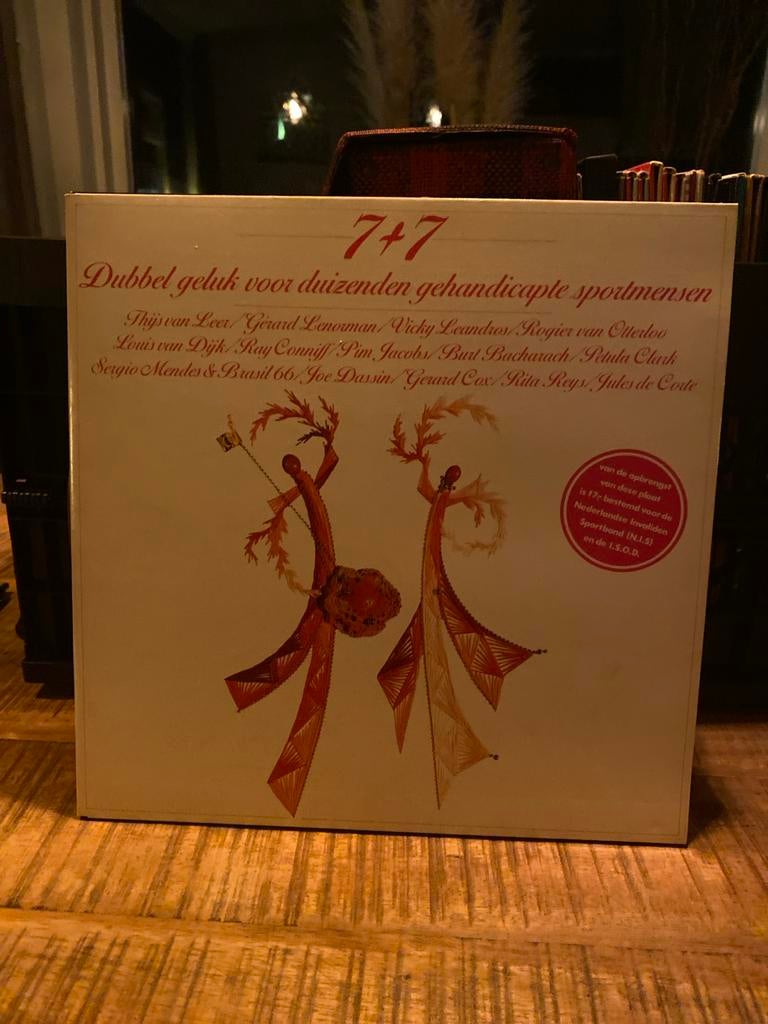 7+7
Dubbel geluk voor duizenden gehandicapte sportmensen
Thijs van Leer/Gérard Lenorman/Vicky Leandros/Rogier van Otterloo
Louis van Dijk/Ray Conniff/Pim Jacobs/Burt Bacharach/Petula Clark
Sergio Mendes & Brasil 66/Joe Dassin/Gerard Cox/Rita Reys/Jules de Corte
van de opbrengst
van deze plaat
is f7,- bestemd voor de
Nederlandse Invaliden
Sportbond (N.I.S)
en de I.S.O.D.